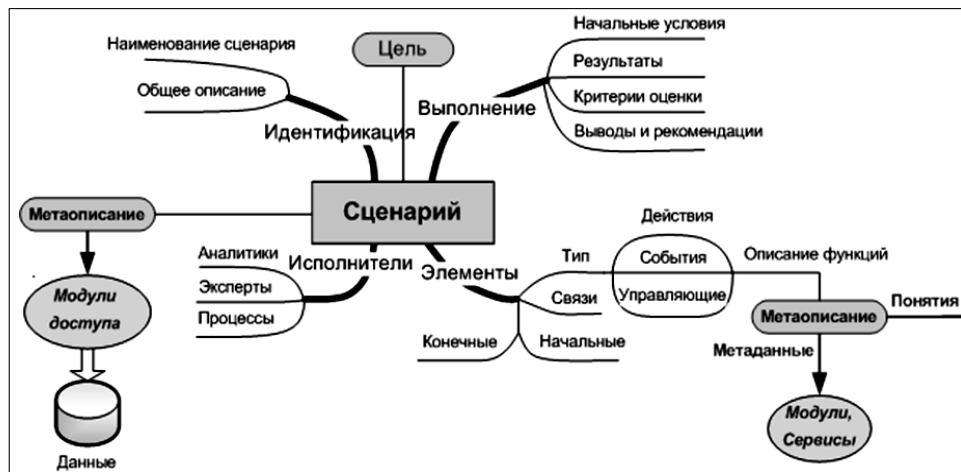 Наименование сценария
Общее описание
Идентификация
Цель
Выполнение
Начальные условия
Результаты
Критерии оценки
Выводы и рекомендации
Сценарий
Метаописание
Модули
доступа
Данные
Исполнители
Аналитики
Эксперты
Процессы
Элементы
Тип
Связи
Конечные
Начальные
Действия
События
Управляющие
Описание функций
Метаописание
Понятия
Метаданные
Модули,
Сервисы